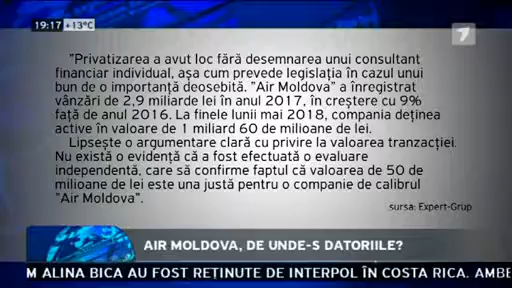 19:17 +13°C
"Privatizarea a avut loc fără desemnarea unui consultant
financiar individual, așa cum prevede legislația în cazul unui
bun de o importanță deosebită. "Air Moldova" a înregistrat
vânzări de 2,9 miliarde lei în anul 2017, în creștere cu 9%
față de anul 2016. La finele lunii mai 2018, compania deținea
active în valoare de 1 miliard 60 de milioane de lei.
Lipsește o argumentare clară cu privire la valoarea tranzacției.
Nu există o evidență că a fost efectuată o evaluare
independentă, care să confirme faptul că valoarea de 50 de
milioane de lei este una justă pentru o companie de calibrul
"Air Moldova".
sursa: Expert-Grup
AIR MOLDOVA, DE UNDE-S DATORIILE?
M ALINA BICA AU FOST REȚINUTE DE INTERPOL ÎN COSTA RICA. AMBE